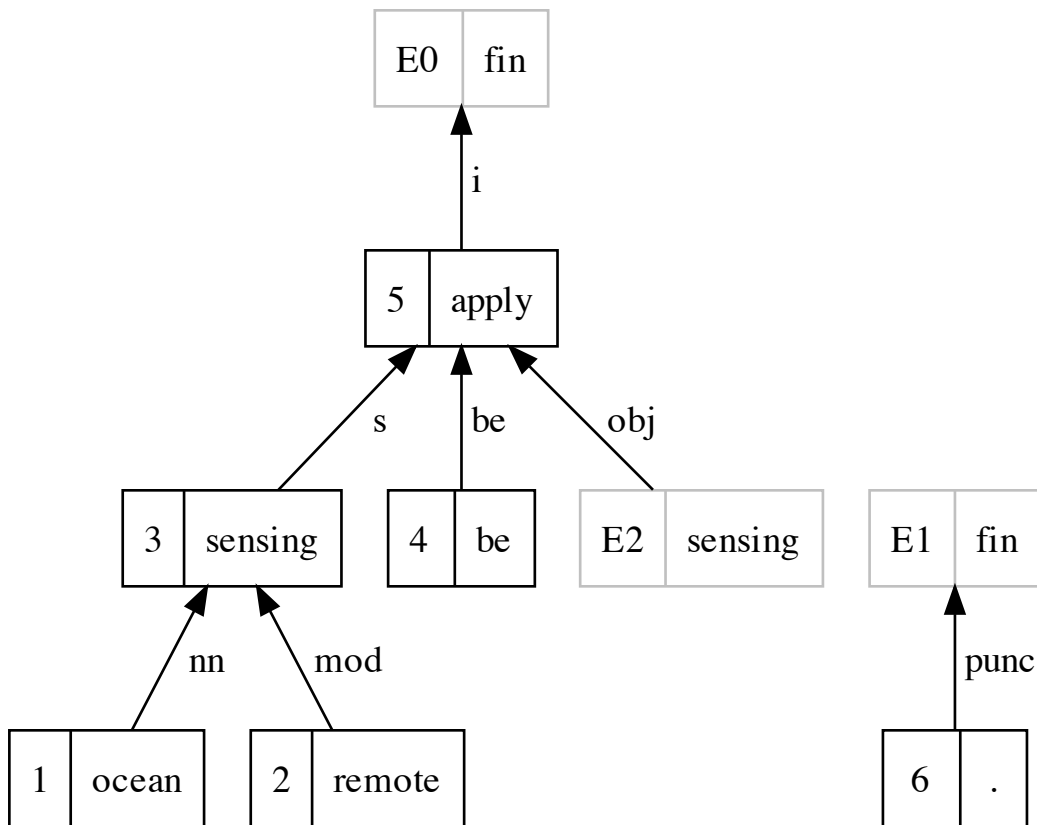 E0 fin
i
5 apply
s be obj
3 sensing 4 be E2 sensing E1 fin
nn mod punc
1 ocean 2 remote 6 .